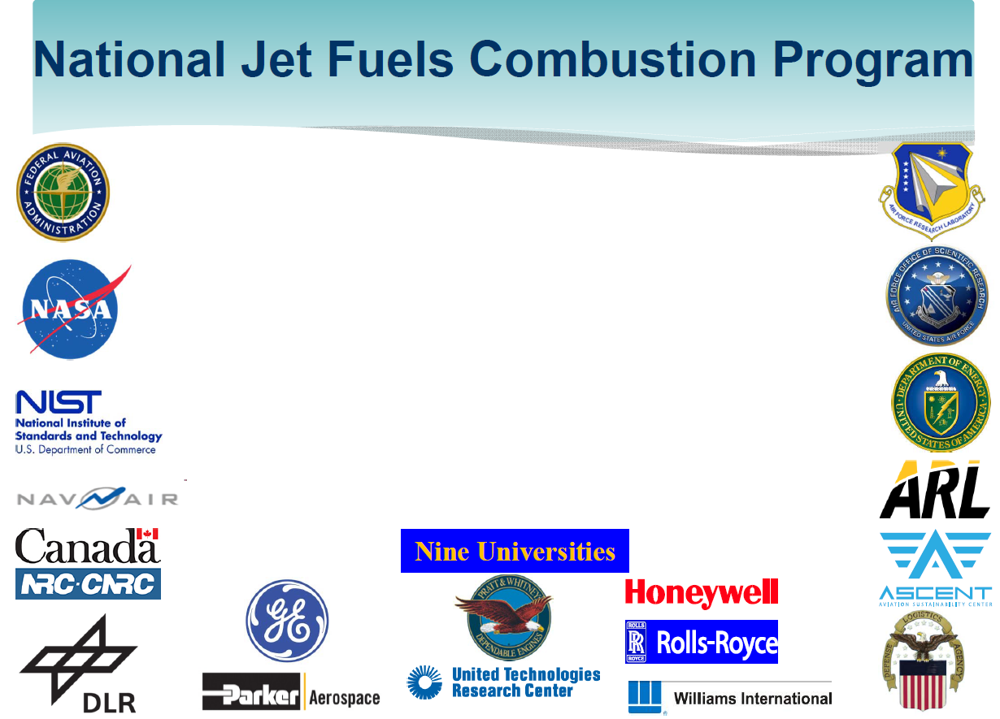 National Jet Fuels Combustion Program
FEDERAL AVIATION
ADMINISTRATION
NASA
NIST
National Institute of
Standards and Technology
U.S. Department of Commerce
NAVAIR
Canada
NRC·CNRC
DLR
GE
Parker Aerospace
Nine Universities
PRATT & WHITNEY
DEPENDABLE ENGINES
United Technologies
Research Center
Honeywell
ROLLS
RR
ROYCE
Rolls-Royce
Williams International
AIR FORCE RESEARCH LABORATORY
AIR FORCE OFFICE OF SCIENTIFIC RESEARCH
UNITED STATES AIR FORCE
DEPARTMENT OF ENERGY
UNITED STATES OF AMERICA
ARL
ASCENT
AVIATION SUSTAINABILITY CENTER
DEFENSE LOGISTICS AGENCY